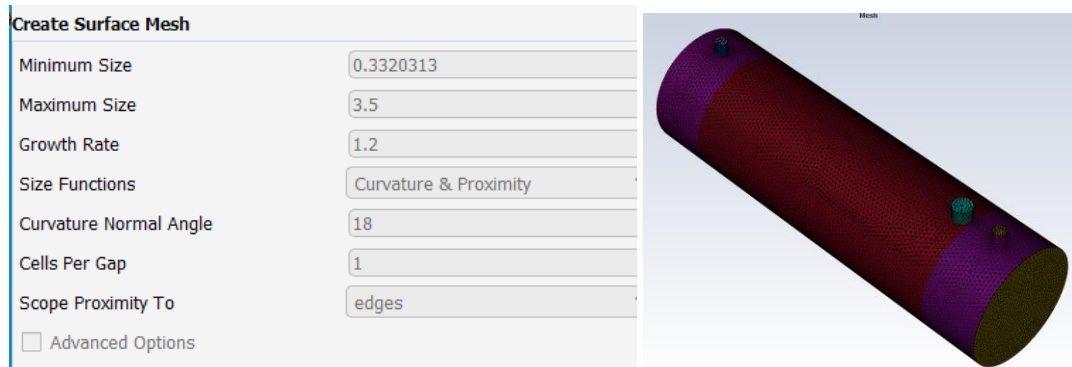 Create Surface Mesh
Minimum Size 0.3320313
Maximum Size 3.5
Growth Rate 1.2
Size Functions Curvature & Proximity
Curvature Normal Angle 18
Cells Per Gap 1
Scope Proximity To edges
Advanced Options
Mesh